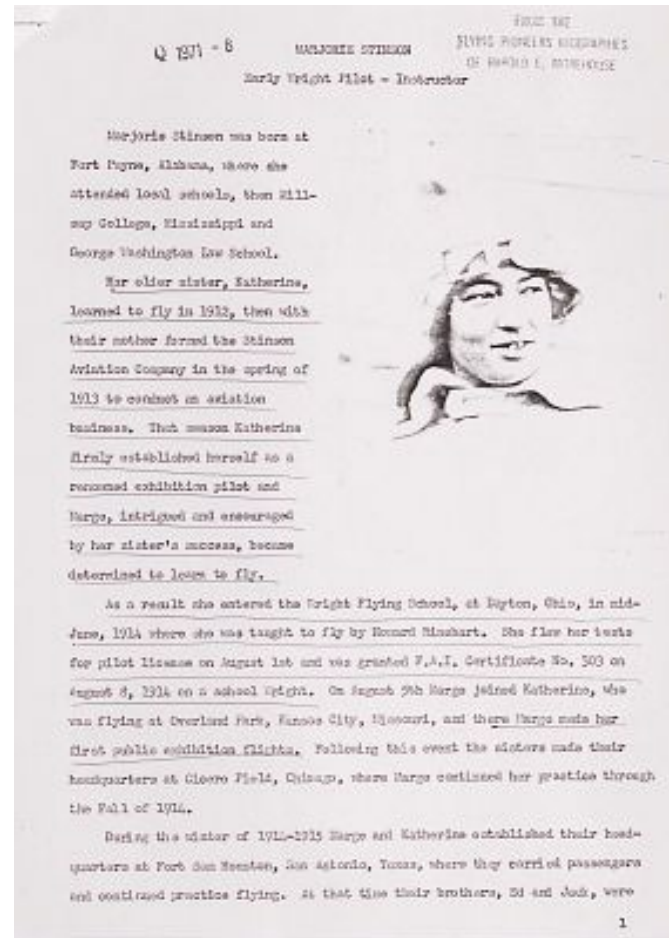 Q 1971 - 8
MARJORIE STINSON
FROM THE
FLYING PIONEERS BIOGRAPHIES
OF HAROLD E. MOREHOUSE
Early Wright Pilot - Instructor
Marjorie Stinson was born at
Fort Payne, Alabama, where she
attended local schools, then Mill-
sap College, Mississippi and
George Washington Law School.
Her older sister, Katherine,
learned to fly in 1912, then with
their mother formed the Stinson
Aviation Company in the spring of
1913 to conduct an aviation
business. That season Katherine
firmly established herself as a
renowned exhibition pilot and
Marge, intrigued and encouraged
by her sister's success, became
determined to learn to fly.
As a result she entered the Wright Flying School, at Dayton, Ohio, in mid-
June, 1914 where she was taught to fly by Howard Rinehart. She flew her tests
for pilot license on August 1st and was granted F.A.I. Certificate No. 303 on
August 8, 1914 on a school Wright. On August 9th Marge joined Katherine, who
was flying at Overland Park, Kansas City, Missouri, and there Marge made her
first public exhibition flights. Following this event the sisters made their
headquarters at Cicero Field, Chicago, where Marge continued her practice through
the Fall of 1914.
During the winter of 1914-1915 Marge and Katherine established their head-
quarters at Fort Sam Houston, San Antonio, Texas, where they carried passengers
and continued practice flying. At that time their brothers, Ed and Jack, were
1